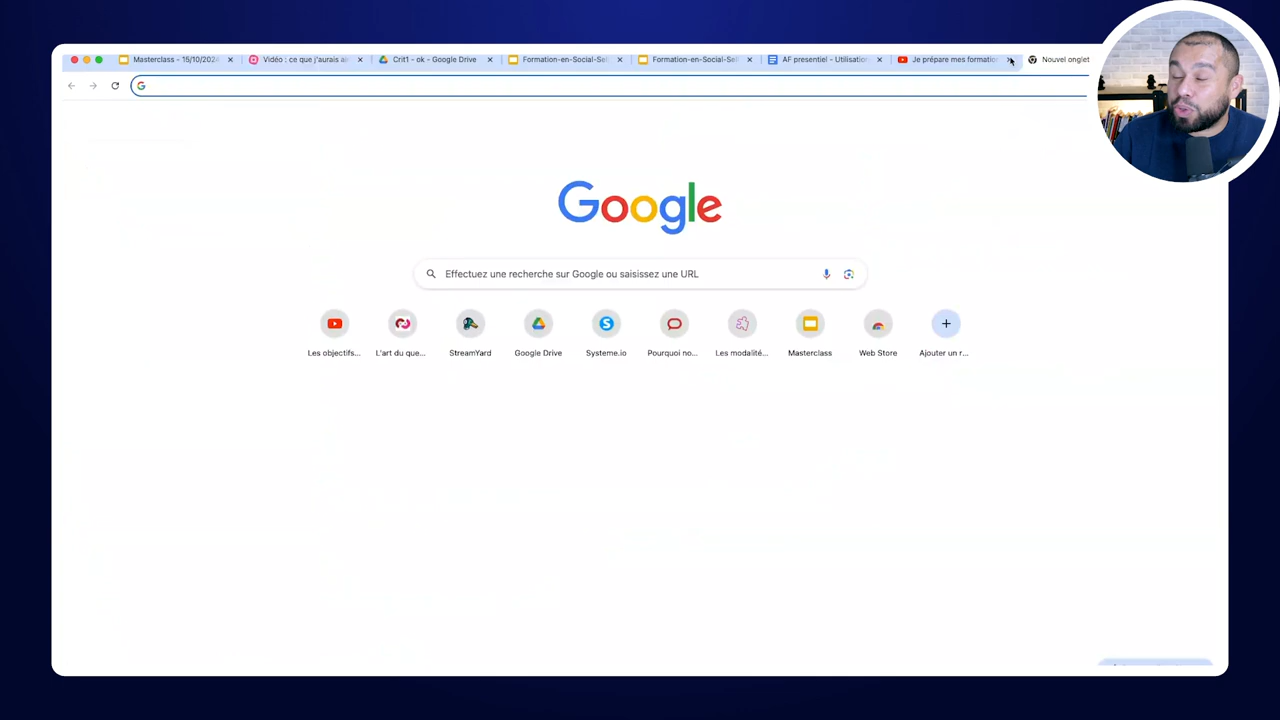 Masterclass - 15/10/202
Vidéo : ce que j'aurais ai
Crit1 - ok - Google Drive
Formation-en-Social-Sel
Formation-en-Social-Sel
AF presentiel - Utilisatio
Je prépare mes formatio
Nouvel onglet
Google
Effectuez une recherche sur Google ou saisissez une URL
Les objectifs...
L'art du que...
StreamYard
Google Drive
Systeme.io
Pourquoi no...
Les modalité...
Masterclass
Web Store
Ajouter un r...